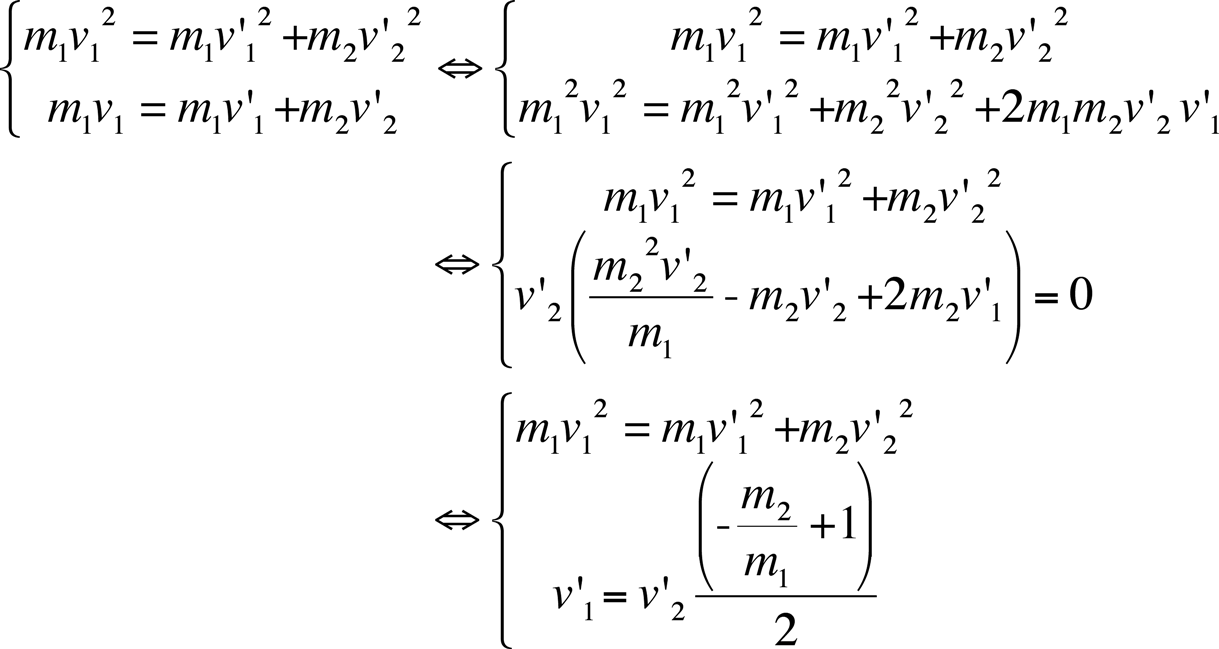 { m₁v₁² = m₁v'₁² +m₂v'₂² ⇔ { m₁v₁² = m₁v'₁² +m₂v'₂²
m₁v₁ = m₁v'₁ +m₂v'₂ m₁²v₁² = m₁²v'₁² +m₂²v'₂² +2m₁m₂v'₂ v'₁
⇔ { m₁v₁² = m₁v'₁² +m₂v'₂²
v'₂ (m₂²v'₂ / m₁ - m₂v'₂ +2m₂v'₁) = 0
⇔ { m₁v₁² = m₁v'₁² +m₂v'₂²
v'₁ = v'₂ (-m₂/m₁ +1) / 2